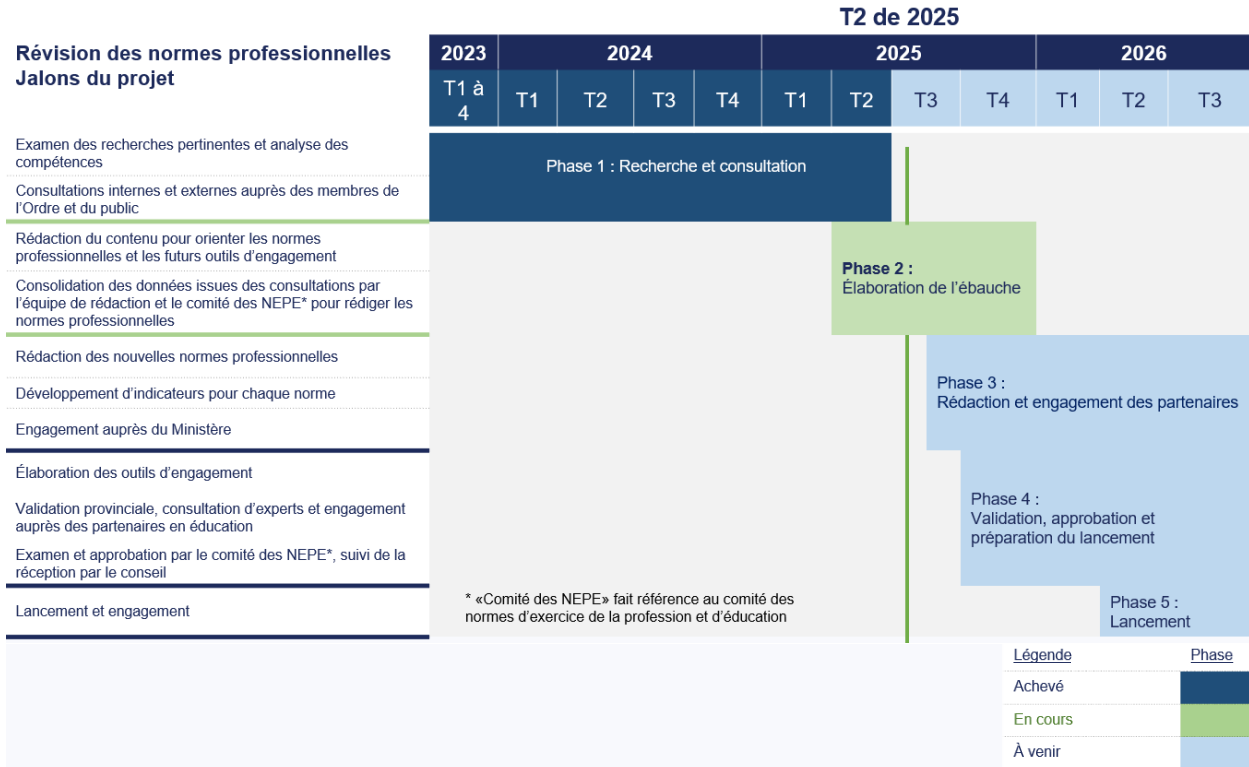 T2 de 2025
Révision des normes professionnelles
Jalons du projet
2023
2024
2025
2026
T1 à
4
T1
T2
T3
T4
T1
T2
T3
T4
T1
T2
T3
Examen des recherches pertinentes et analyse des
compétences
Consultations internes et externes auprès des membres de
l’Ordre et du public
Phase 1 : Recherche et consultation
Rédaction du contenu pour orienter les normes
professionnelles et les futurs outils d’engagement
Consolidation des données issues des consultations par
l’équipe de rédaction et le comité des NEPE* pour rédiger les
normes professionnelles
Phase 2 :
Élaboration de l’ébauche
Rédaction des nouvelles normes professionnelles
Développement d’indicateurs pour chaque norme
Engagement auprès du Ministère
Phase 3 :
Rédaction et engagement des partenaires
Élaboration des outils d’engagement
Validation provinciale, consultation d’experts et engagement
auprès des partenaires en éducation
Examen et approbation par le comité des NEPE*, suivi de la
réception par le conseil
Phase 4 :
Validation, approbation et
préparation du lancement
Lancement et engagement
* «Comité des NEPE» fait référence au comité des
normes d’exercice de la profession et d’éducation
Phase 5 :
Lancement
Légende
Phase
Achevé
En cours
À venir